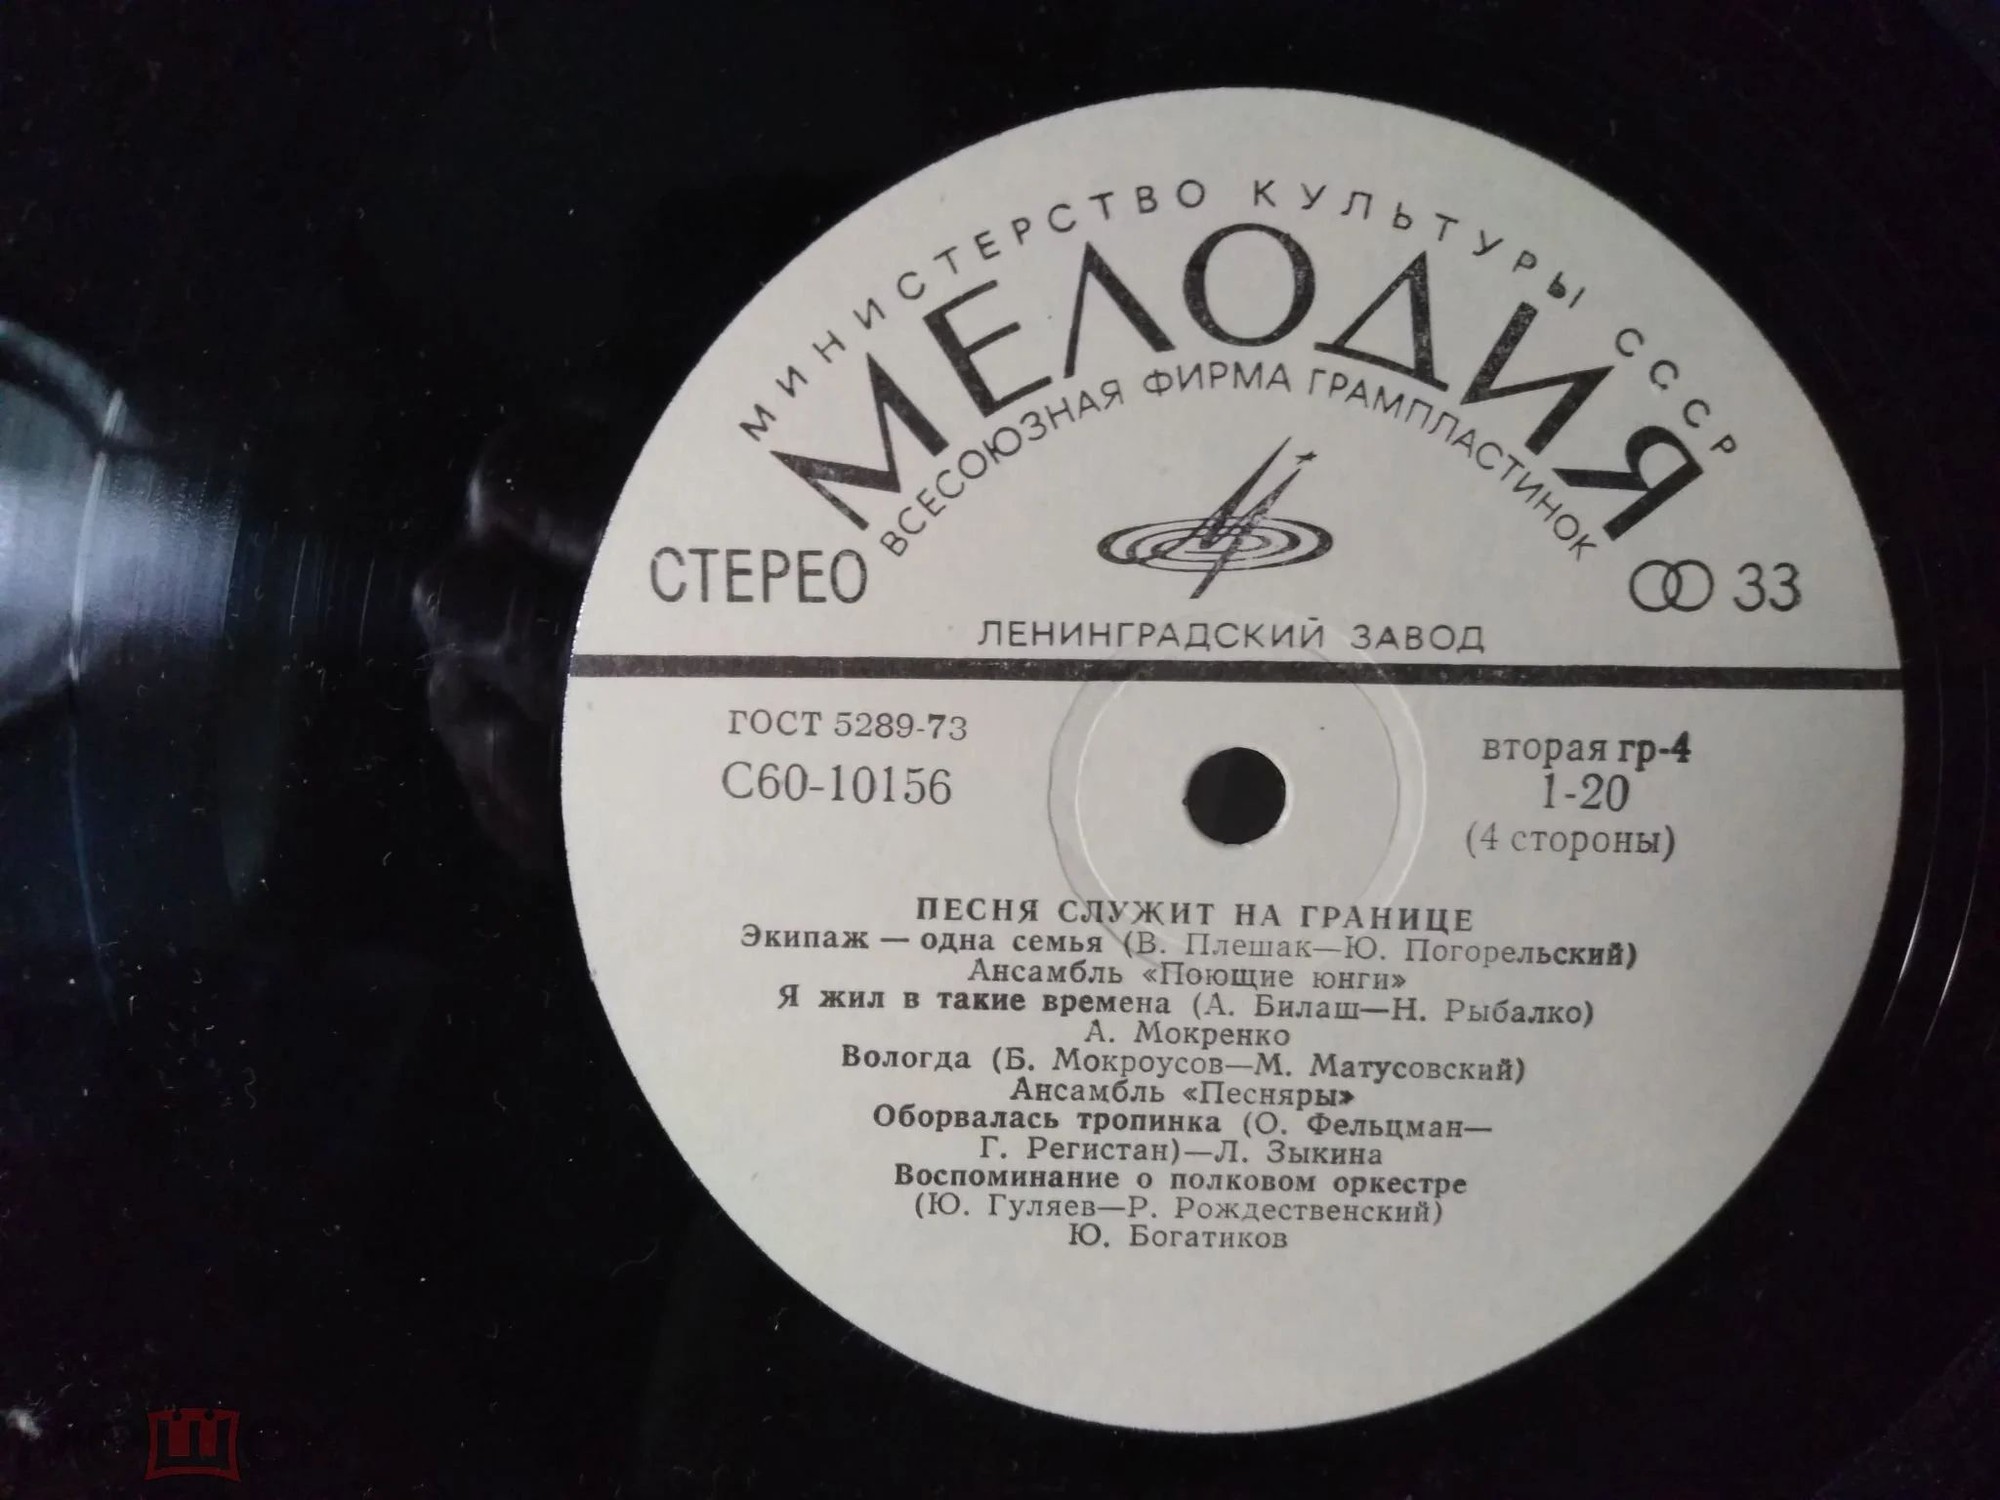 МИНИСТЕРСТВО КУЛЬТУРЫ СССР
МЕЛОДИЯ
ВСЕСОЮЗНАЯ ФИРМА ГРАМПЛАСТИНОК
СТЕРЕО
33
ЛЕНИНГРАДСКИЙ ЗАВОД
ГОСТ 5289-73
С60-10156
вторая гр-4
1-20
(4 стороны)
ПЕСНЯ СЛУЖИТ НА ГРАНИЦЕ
Экипаж — одна семья (В. Плешак—Ю. Погорельский)
Ансамбль «Поющие юнги»
Я жил в такие времена (А. Билаш—Н. Рыбалко)
А. Мокренко
Вологда (Б. Мокроусов—М. Матусовский)
Ансамбль «Песняры»
Оборвалась тропинка (О. Фельцман—
Г. Регистан)—Л. Зыкина
Воспоминание о полковом оркестре
(Ю. Гуляев—Р. Рождественский)
Ю. Богатиков